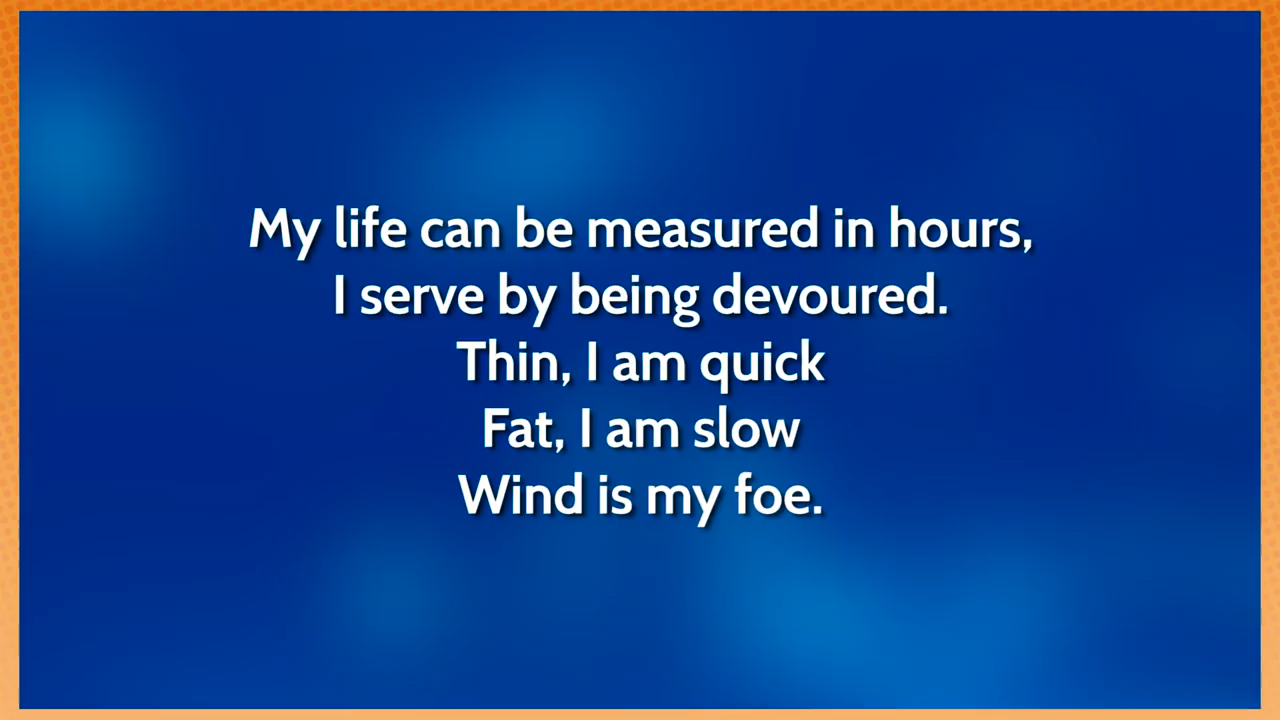 My life can be measured in hours,
I serve by being devoured.
Thin, I am quick
Fat, I am slow
Wind is my foe.